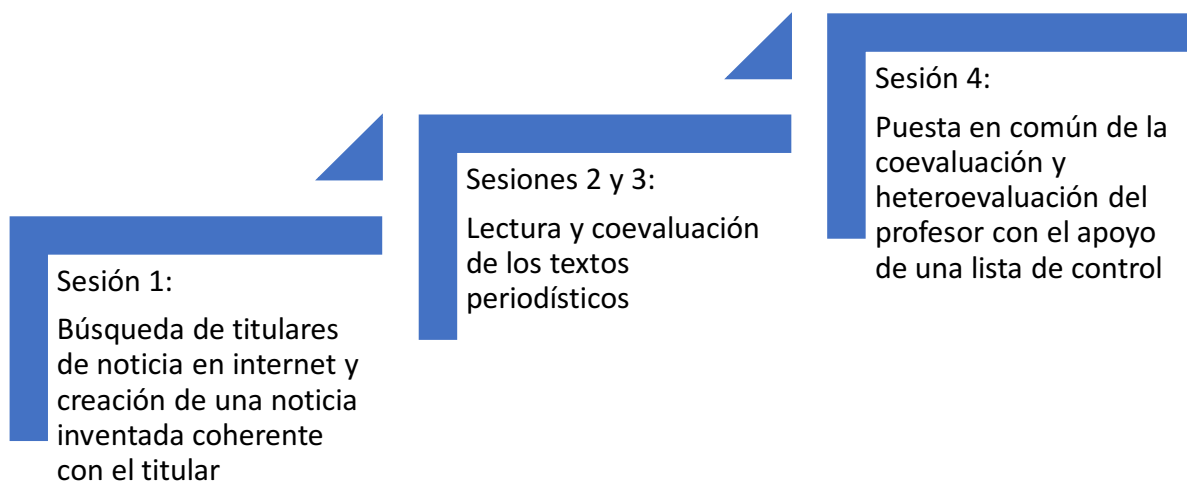 Sesión 1:
Búsqueda de titulares
de noticia en internet y
creación de una noticia
inventada coherente
con el titular
Sesiones 2 y 3:
Lectura y coevaluación
de los textos
periodísticos
Sesión 4:
Puesta en común de la
coevaluación y
heteroevaluación del
profesor con el apoyo
de una lista de control